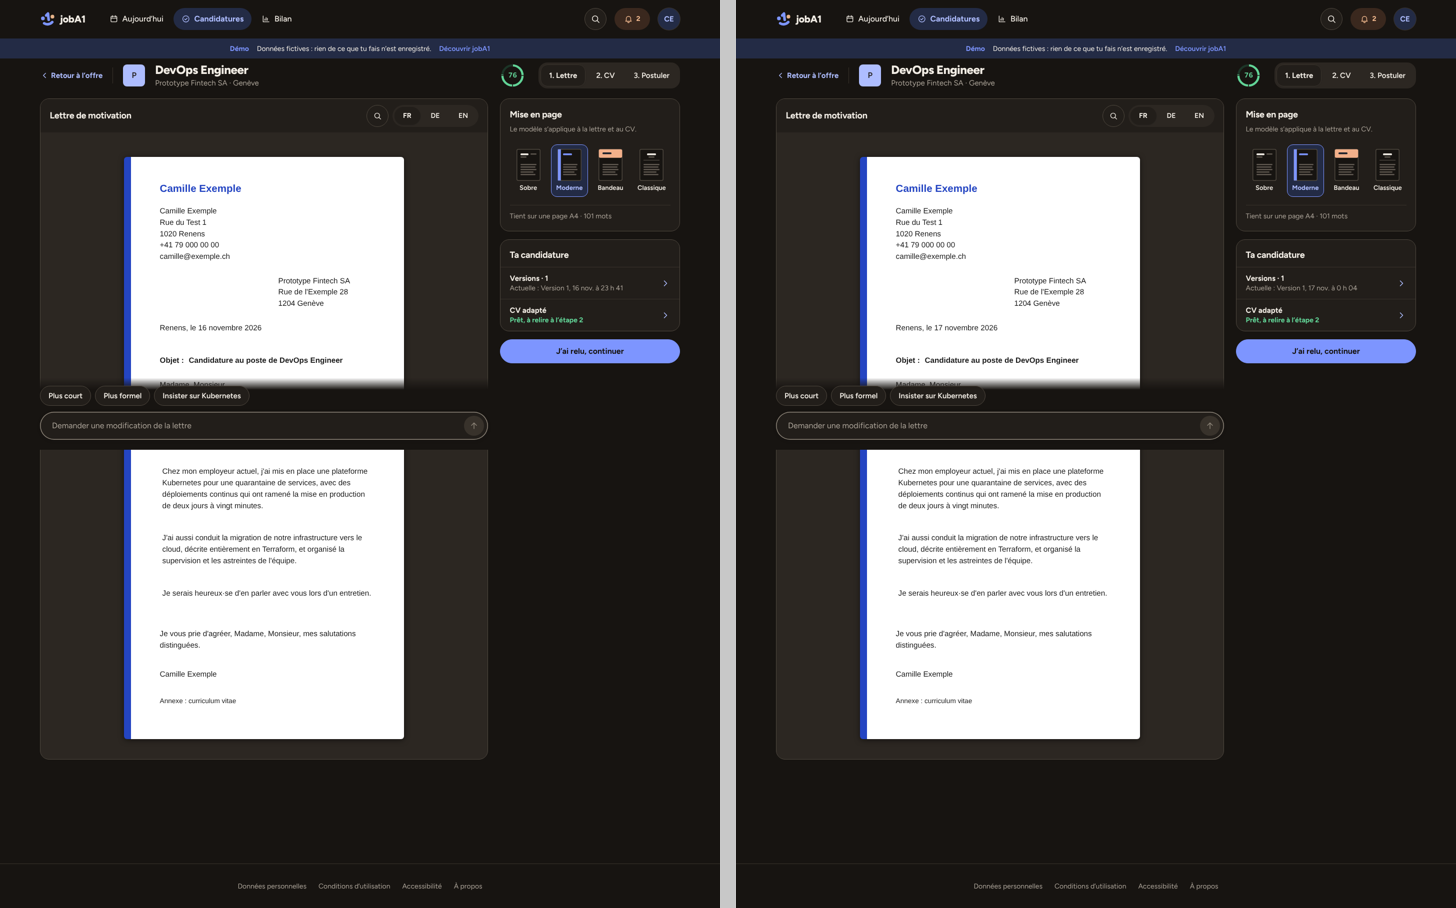 jobA1
Aujourd'hui
Candidatures
Bilan
2
CE
Démo Données fictives : rien de ce que tu fais n'est enregistré. Découvrir jobA1
Retour à l'offre
P
DevOps Engineer
Prototype Fintech SA · Genève
76
1. Lettre
2. CV
3. Postuler
Lettre de motivation
FR
DE
EN
Camille Exemple
Camille Exemple
Rue du Test 1
1020 Renens
+41 79 000 00 00
camille@exemple.ch
Prototype Fintech SA
Rue de l'Exemple 28
1204 Genève
Renens, le 16 novembre 2026
Objet : Candidature au poste de DevOps Engineer
Madame, Monsieur,
Plus court
Plus formel
Insister sur Kubernetes
Demander une modification de la lettre
Chez mon employeur actuel, j'ai mis en place une plateforme
Kubernetes pour une quarantaine de services, avec des
déploiements continus qui ont ramené la mise en production
de deux jours à vingt minutes.
J'ai aussi conduit la migration de notre infrastructure vers le
cloud, décrite entièrement en Terraform, et organisé la
supervision et les astreintes de l'équipe.
Je serais heureux·se d'en parler avec vous lors d'un entretien.
Je vous prie d'agréer, Madame, Monsieur, mes salutations
distinguées.
Camille Exemple
Annexe : curriculum vitae
Mise en page
Le modèle s'applique à la lettre et au CV.
Sobre
Moderne
Bandeau
Classique
Tient sur une page A4 · 101 mots
Ta candidature
Versions · 1
Actuelle : Version 1, 16 nov. à 23 h 41
CV adapté
Prêt, à relire à l'étape 2
J'ai relu, continuer
Données personnelles
Conditions d'utilisation
Accessibilité
À propos
jobA1
Aujourd'hui
Candidatures
Bilan
2
CE
Démo Données fictives : rien de ce que tu fais n'est enregistré. Découvrir jobA1
Retour à l'offre
P
DevOps Engineer
Prototype Fintech SA · Genève
76
1. Lettre
2. CV
3. Postuler
Lettre de motivation
FR
DE
EN
Camille Exemple
Camille Exemple
Rue du Test 1
1020 Renens
+41 79 000 00 00
camille@exemple.ch
Prototype Fintech SA
Rue de l'Exemple 28
1204 Genève
Renens, le 17 novembre 2026
Objet : Candidature au poste de DevOps Engineer
Madame, Monsieur,
Plus court
Plus formel
Insister sur Kubernetes
Demander une modification de la lettre
Chez mon employeur actuel, j'ai mis en place une plateforme
Kubernetes pour une quarantaine de services, avec des
déploiements continus qui ont ramené la mise en production
de deux jours à vingt minutes.
J'ai aussi conduit la migration de notre infrastructure vers le
cloud, décrite entièrement en Terraform, et organisé la
supervision et les astreintes de l'équipe.
Je serais heureux·se d'en parler avec vous lors d'un entretien.
Je vous prie d'agréer, Madame, Monsieur, mes salutations
distinguées.
Camille Exemple
Annexe : curriculum vitae
Mise en page
Le modèle s'applique à la lettre et au CV.
Sobre
Moderne
Bandeau
Classique
Tient sur une page A4 · 101 mots
Ta candidature
Versions · 1
Actuelle : Version 1, 17 nov. à 0 h 04
CV adapté
Prêt, à relire à l'étape 2
J'ai relu, continuer
Données personnelles
Conditions d'utilisation
Accessibilité
À propos